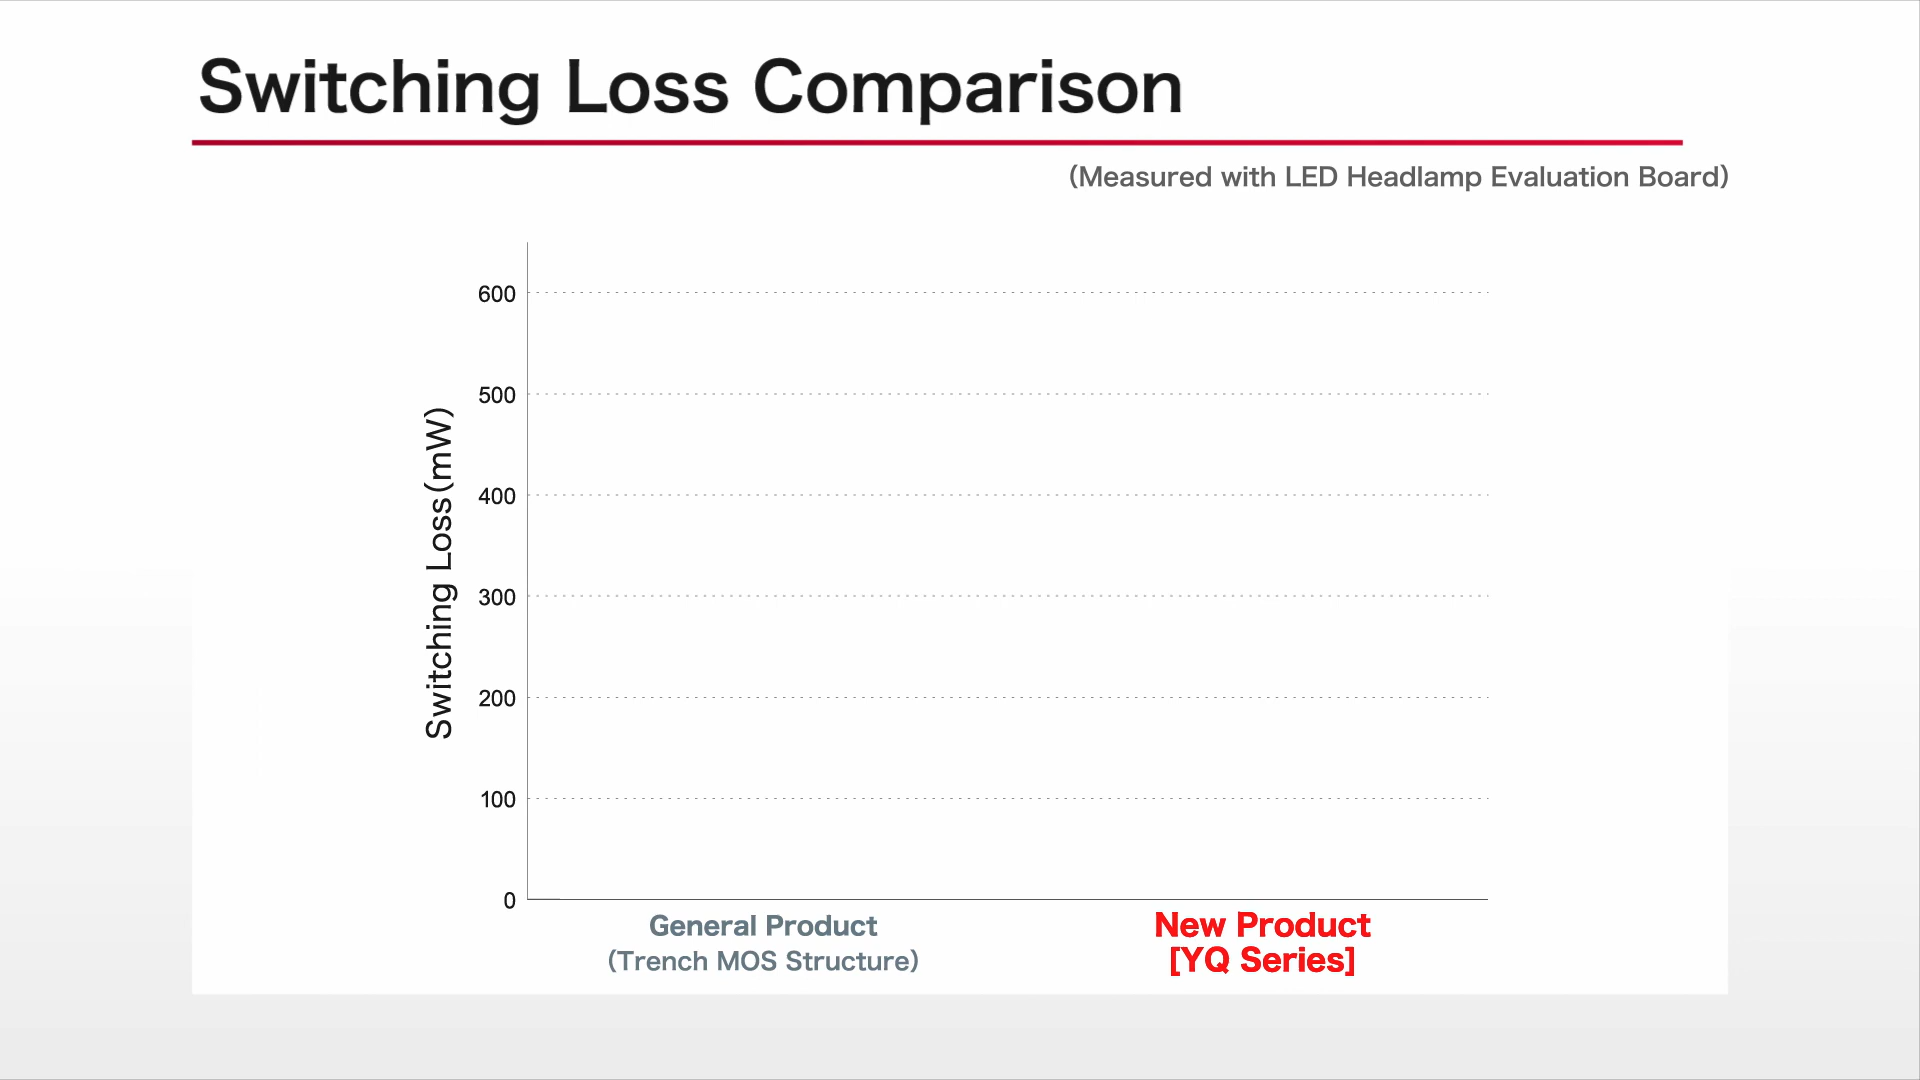 Switching Loss Comparison
(Measured with LED Headlamp Evaluation Board)
Switching Loss(mW)
600
500
400
300
200
100
0
General Product
(Trench MOS Structure)
New Product
[YQ Series]